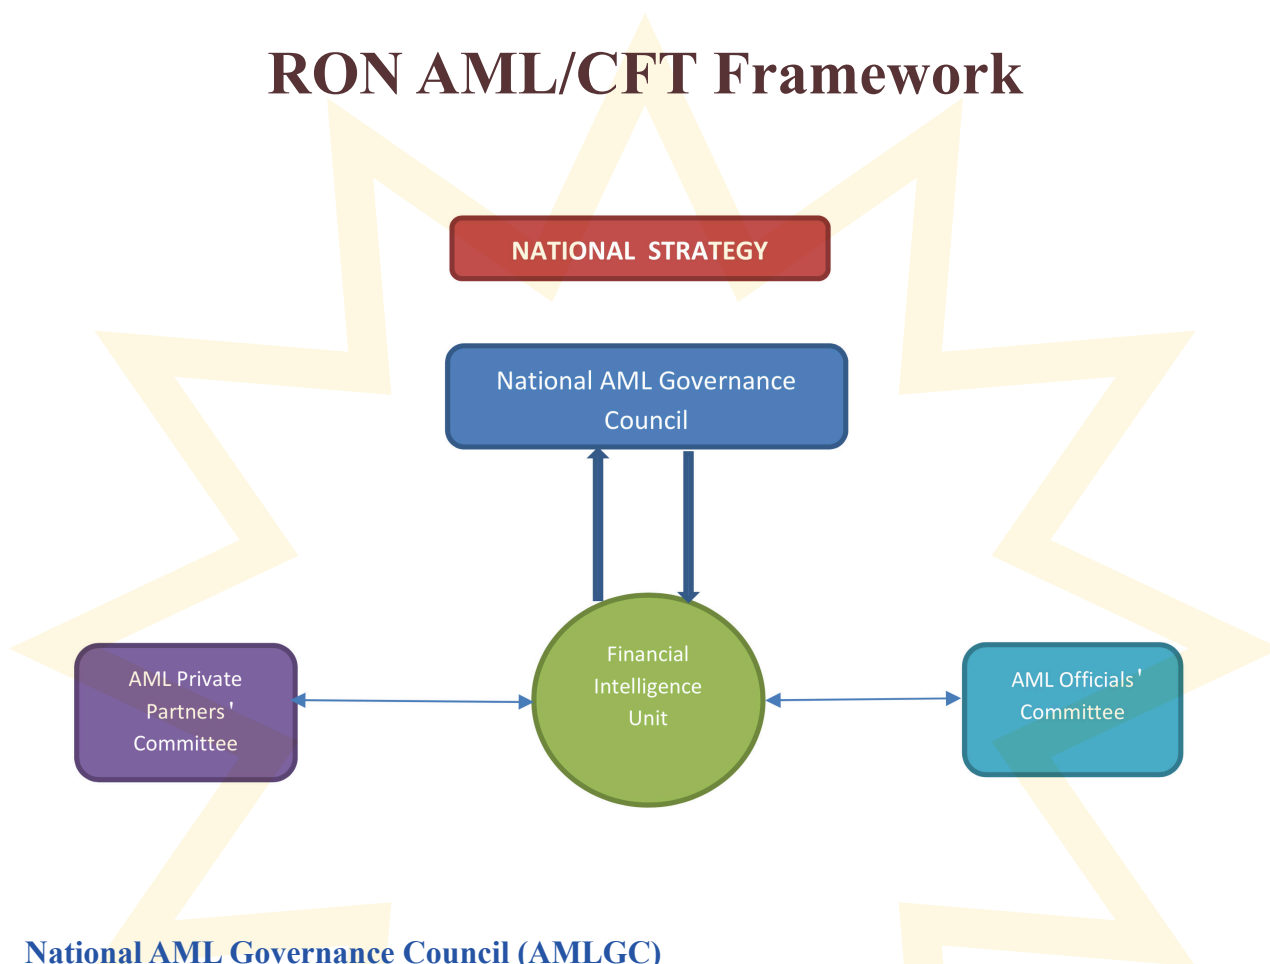 RON AML/CFT Framework
NATIONAL STRATEGY
National AML Governance
Council
Financial
Intelligence
Unit
AML Private
Partners'
Committee
AML Officials'
Committee
National AML Governance Council (AMLGC)